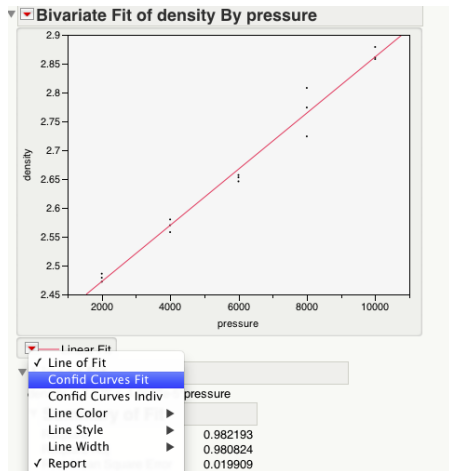 Bivariate Fit of density By pressure
2.9
2.85
2.8
2.75
2.7
2.65
2.6
2.55
2.5
2.45
density
2000 4000 6000 8000 10000
pressure
Linear Fit
✓ Line of Fit
Confid Curves Fit
Confid Curves Indiv
pressure
Line Color ▶
Line Style ▶
0.982193
Line Width ▶
0.980824
✓ Report
0.019909